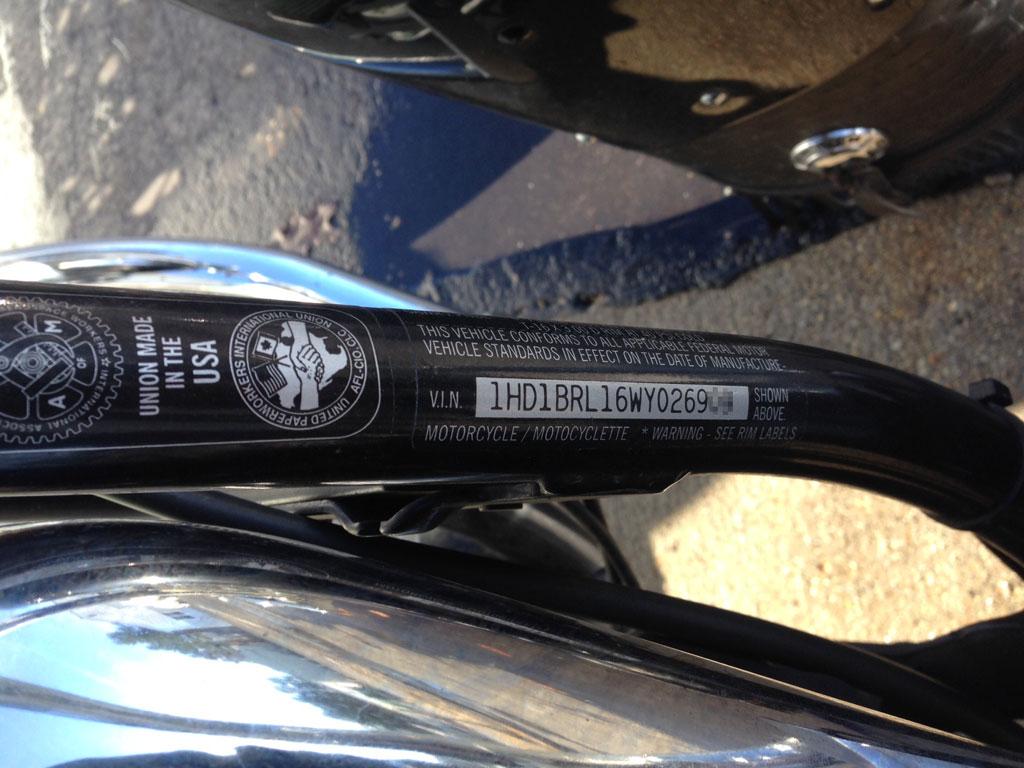 UNION MADE
IN THE
USA
UNITED PAPERWORKERS INTERNATIONAL UNION
AFL-CIO/CLC
THIS VEHICLE CONFORMS TO ALL APPLICABLE FEDERAL MOTOR
VEHICLE STANDARDS IN EFFECT ON THE DATE OF MANUFACTURE-
V.I.N. 1HD1BRL16WY0269 SHOWN
ABOVE.
MOTORCYCLE / MOTOCYCLETTE * WARNING - SEE RIM LABELS